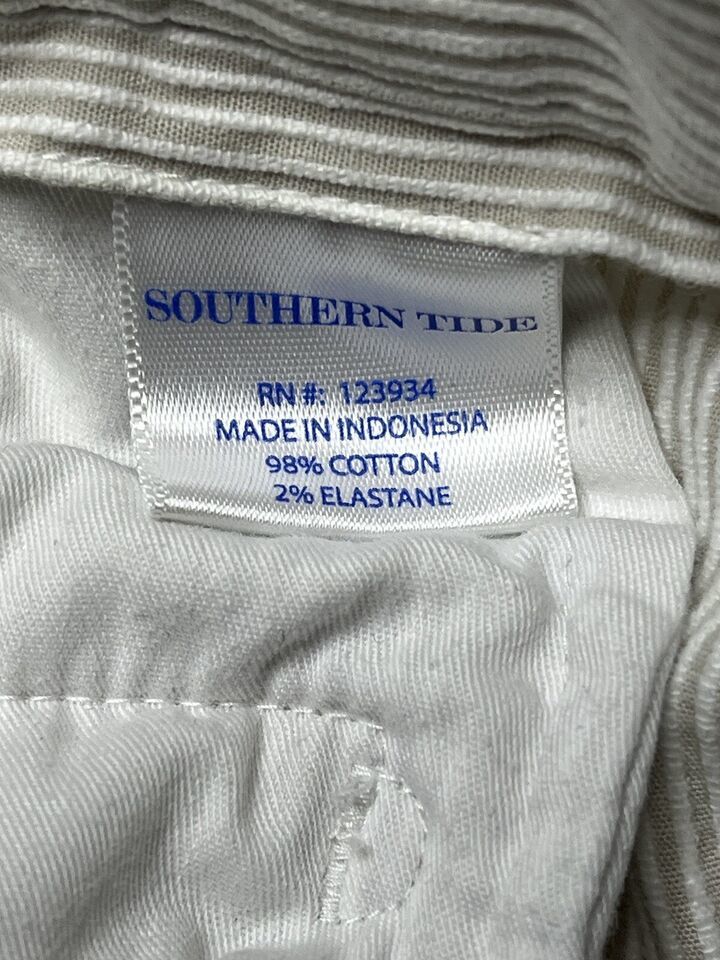 SOUTHERN TIDE
RN #: 123934
MADE IN INDONESIA
98% COTTON
2% ELASTANE